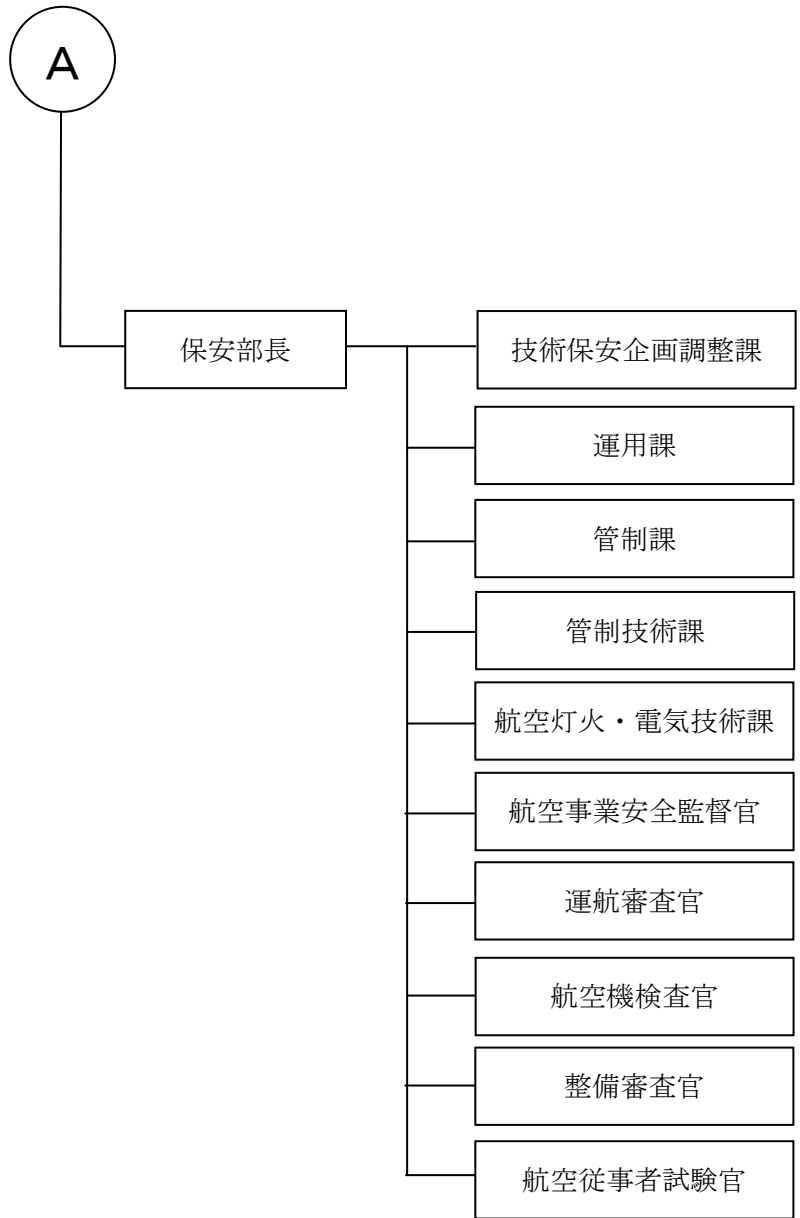 A
保安部長
技術保安企画調整課
運用課
管制課
管制技術課
航空灯火・電気技術課
航空事業安全監督官
運航審査官
航空機検査官
整備審査官
航空従事者試験官